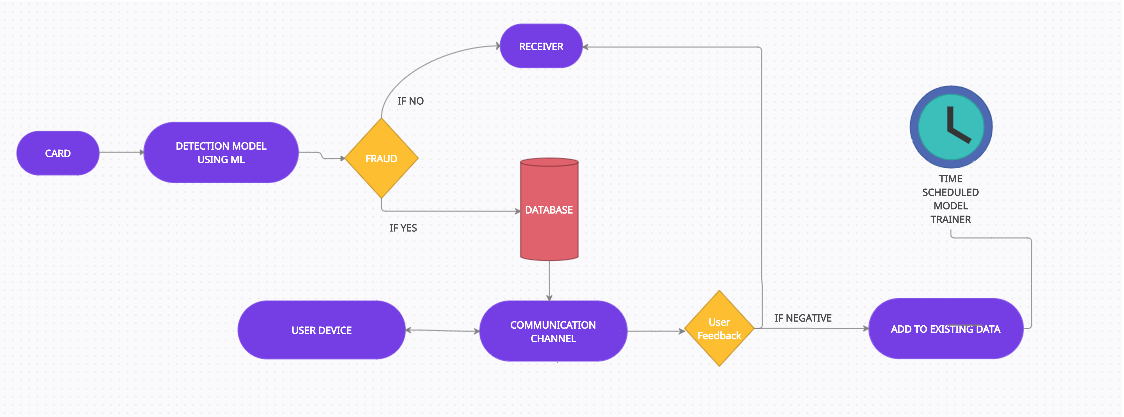 RECEIVER
IF NO
CARD
DETECTION MODEL
USING ML
FRAUD
IF YES
DATABASE
TIME
SCHEDULED
MODEL
TRAINER
USER DEVICE
COMMUNICATION
CHANNEL
User
Feedback
IF NEGATIVE
ADD TO EXISTING DATA